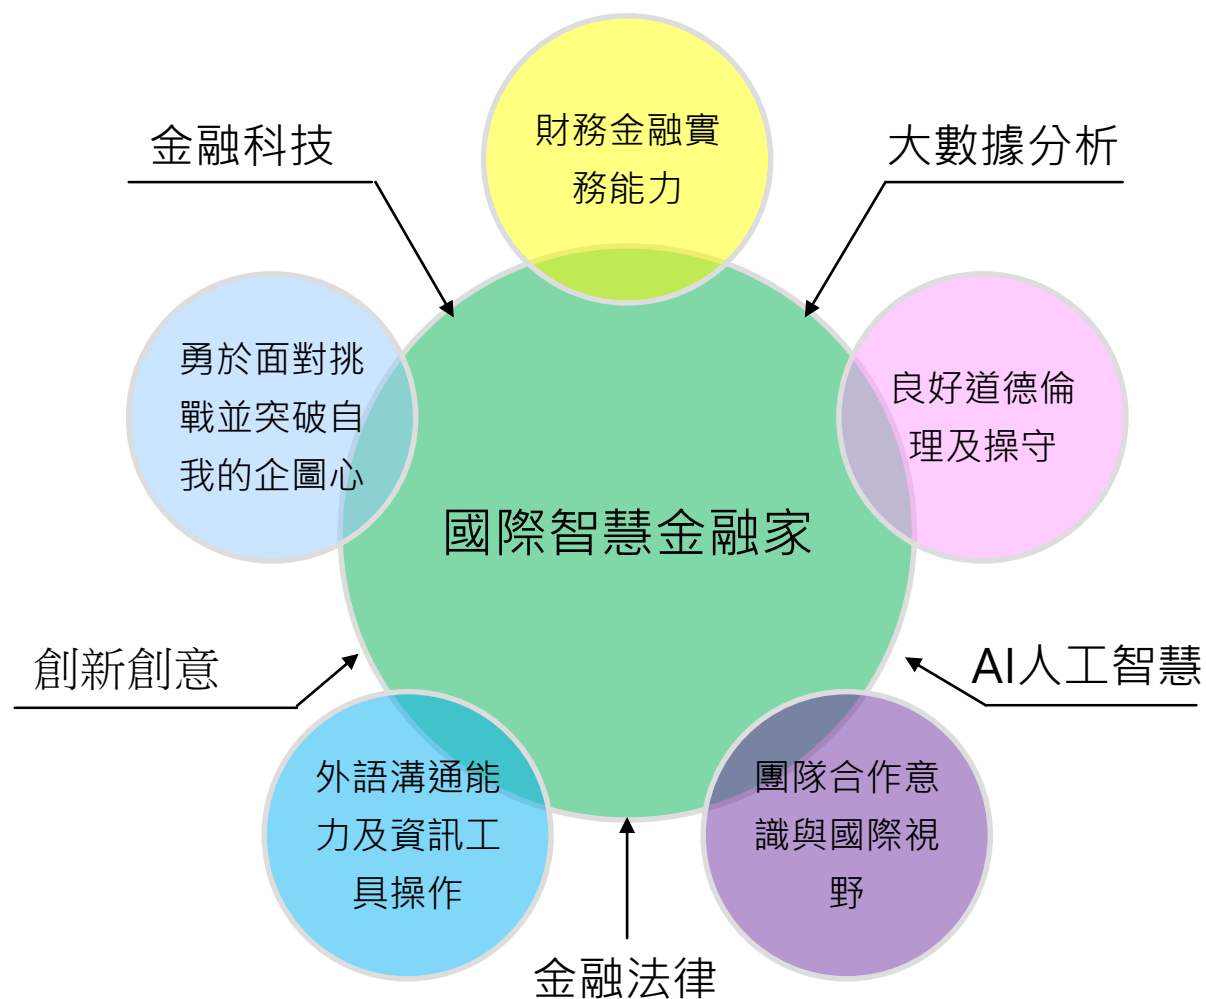 財務金融實
務能力
金融科技
大數據分析
勇於面對挑
戰並突破自
我的企圖心
良好道德倫
理及操守
國際智慧金融家
創新創意
AI人工智慧
外語溝通能
力及資訊工
具操作
團隊合作意
識與國際視
野
金融法律